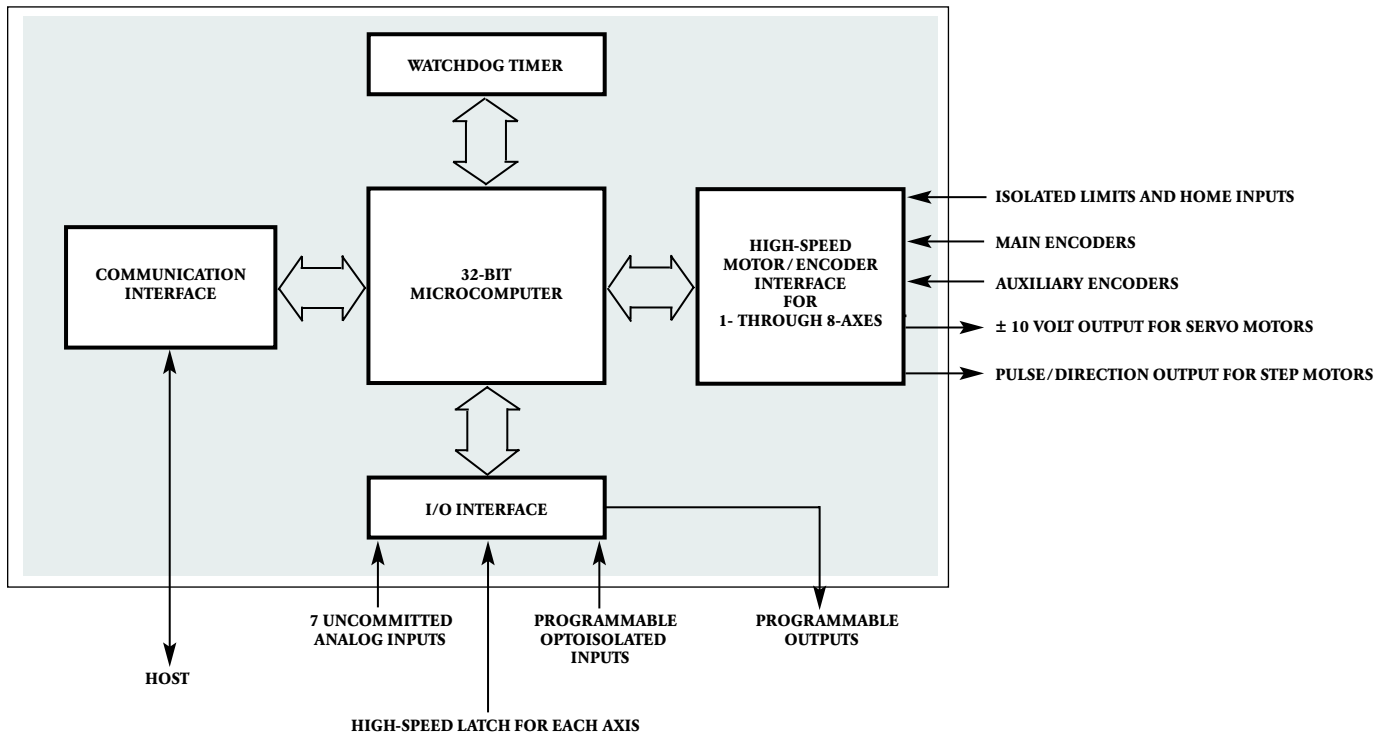 WATCHDOG TIMER
COMMUNICATION
INTERFACE
32-BIT
MICROCOMPUTER
HIGH-SPEED
MOTOR/ENCODER
INTERFACE
FOR
1- THROUGH 8-AXES
ISOLATED LIMITS AND HOME INPUTS
MAIN ENCODERS
AUXILIARY ENCODERS
± 10 VOLT OUTPUT FOR SERVO MOTORS
PULSE/DIRECTION OUTPUT FOR STEP MOTORS
I/O INTERFACE
7 UNCOMMITTED
ANALOG INPUTS
PROGRAMMABLE
OPTOISOLATED
INPUTS
PROGRAMMABLE
OUTPUTS
HOST
HIGH-SPEED LATCH FOR EACH AXIS